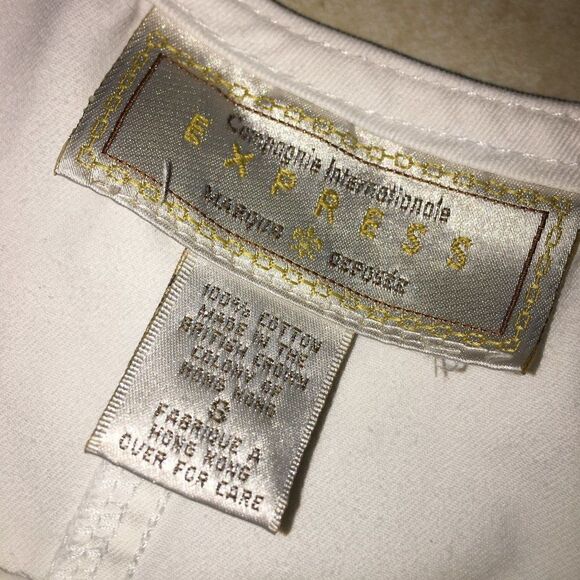 Compagnie Internationale
EXPRESS
MARQUE DEPOSÉE
100% COTTON
MADE IN THE
BRITISH CROWN
COLONY OF
HONG KONG
S
FABRIQUE A
HONG KONG
OVER FOR CARE